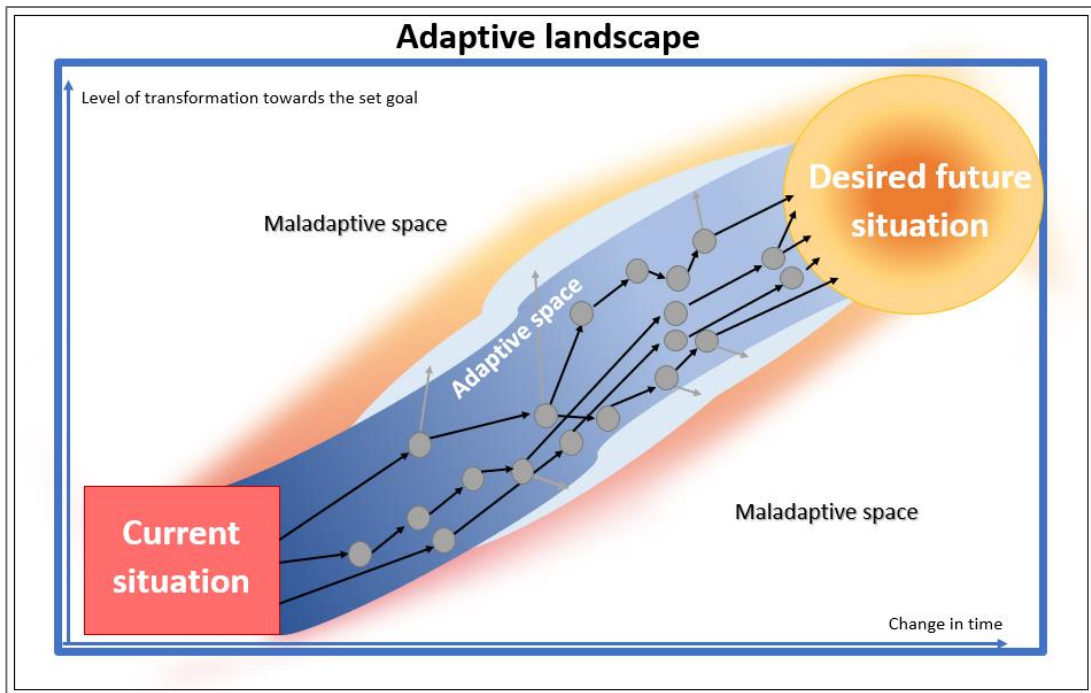 Adaptive landscape
Level of transformation towards the set goal
Desired future
situation
Maladaptive space
Adaptive space
Maladaptive space
Current
situation
Change in time